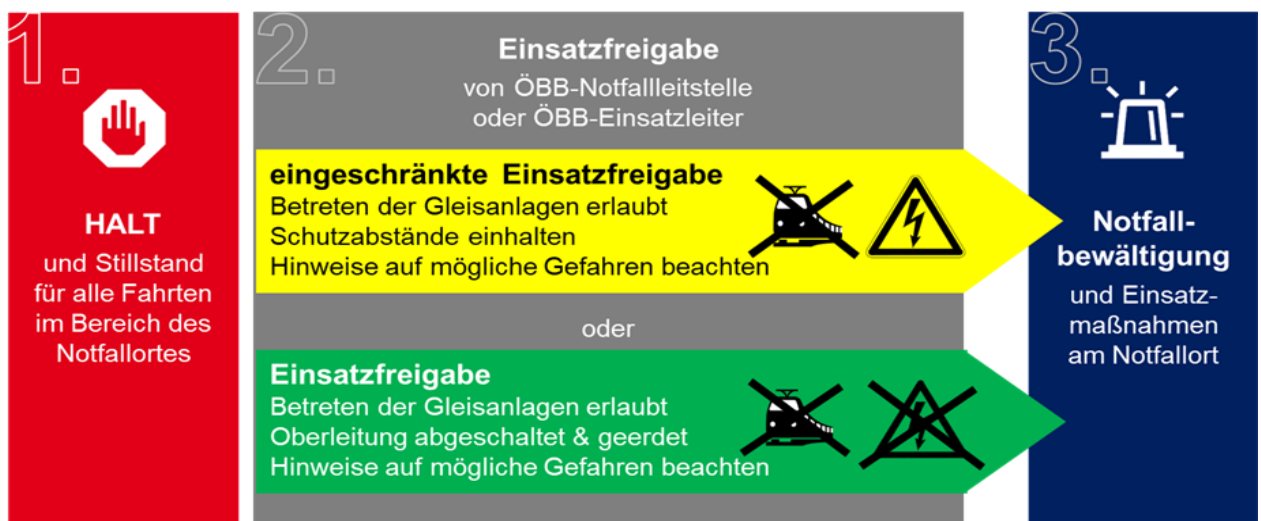 1.
HALT
und Stillstand
für alle Fahrten
im Bereich des
Notfallortes
2.
Einsatzfreigabe
von ÖBB-Notfallleitstelle
oder ÖBB-Einsatzleiter
eingeschränkte Einsatzfreigabe
Betreten der Gleisanlagen erlaubt
Schutzabstände einhalten
Hinweise auf mögliche Gefahren beachten
oder
Einsatzfreigabe
Betreten der Gleisanlagen erlaubt
Oberleitung abgeschaltet & geerdet
Hinweise auf mögliche Gefahren beachten
3.
Notfall-
bewältigung
und Einsatz-
maßnahmen
am Notfallort